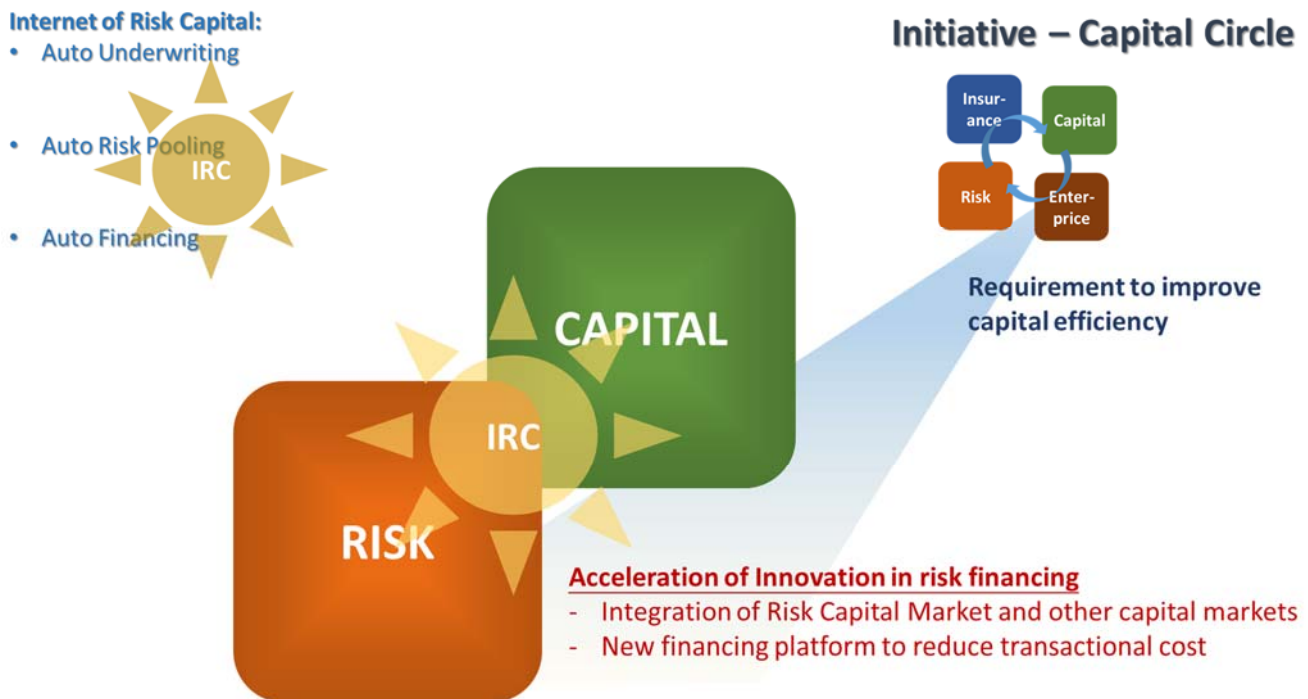 Internet of Risk Capital:
• Auto Underwriting
• Auto Risk Pooling
IRC
• Auto Financing
Initiative – Capital Circle
Insur-
ance
Capital
Risk
Enter-
price
Requirement to improve
capital efficiency
CAPITAL
IRC
RISK
Acceleration of Innovation in risk financing
- Integration of Risk Capital Market and other capital markets
- New financing platform to reduce transactional cost